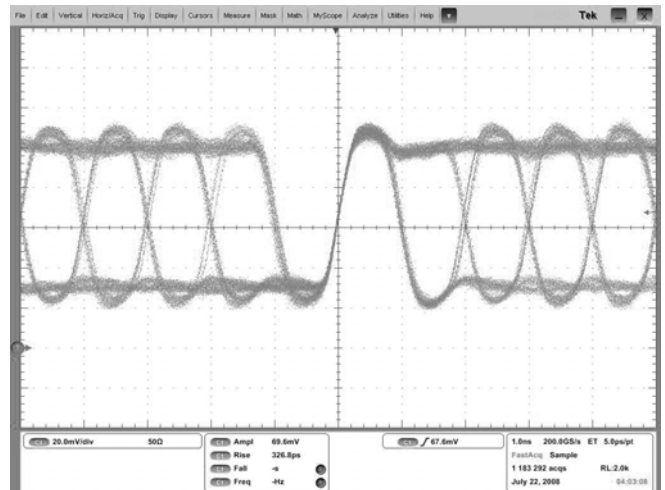 File Edit Vertical Horiz/Acq Trig Display Cursors Measure Mask Math MyScope Analyze Utilities Help Tek X
C1 20.0mV/div 50Ω
C1 Ampl 69.6mV
C1 Rise 326.8ps
C1 Fall -s
C1 Freq -Hz
C1 67.6mV
1.0ns 200.0GS/s ET 5.0ps/pt
FastAcq Sample
1 183 292 acqs RL:2.0k
July 22, 2008 04:03:08